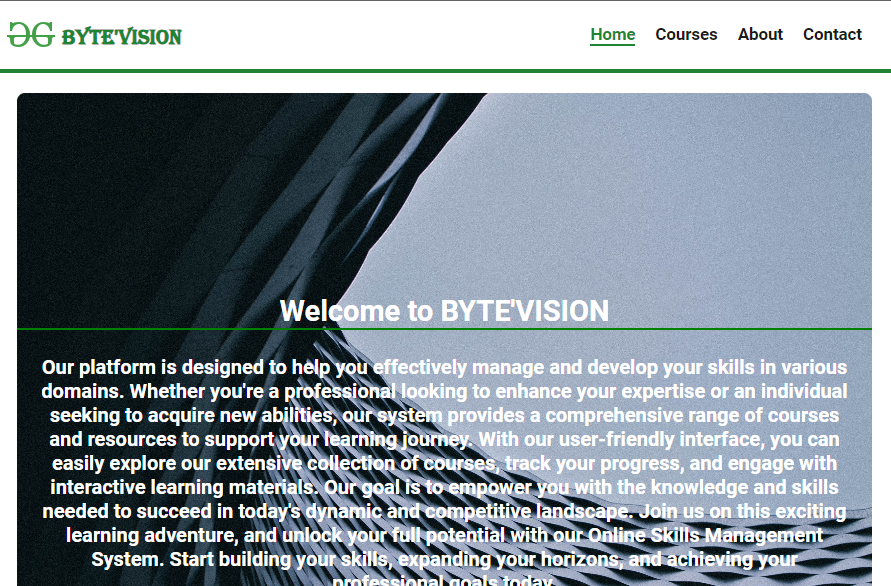 BYTE'VISION
Home Courses About Contact
Welcome to BYTE'VISION
Our platform is designed to help you effectively manage and develop your skills in various
domains. Whether you're a professional looking to enhance your expertise or an individual
seeking to acquire new abilities, our system provides a comprehensive range of courses
and resources to support your learning journey. With our user-friendly interface, you can
easily explore our extensive collection of courses, track your progress, and engage with
interactive learning materials. Our goal is to empower you with the knowledge and skills
needed to succeed in today's dynamic and competitive landscape. Join us on this exciting
learning adventure, and unlock your full potential with our Online Skills Management
System. Start building your skills, expanding your horizons, and achieving your
professional goals today.